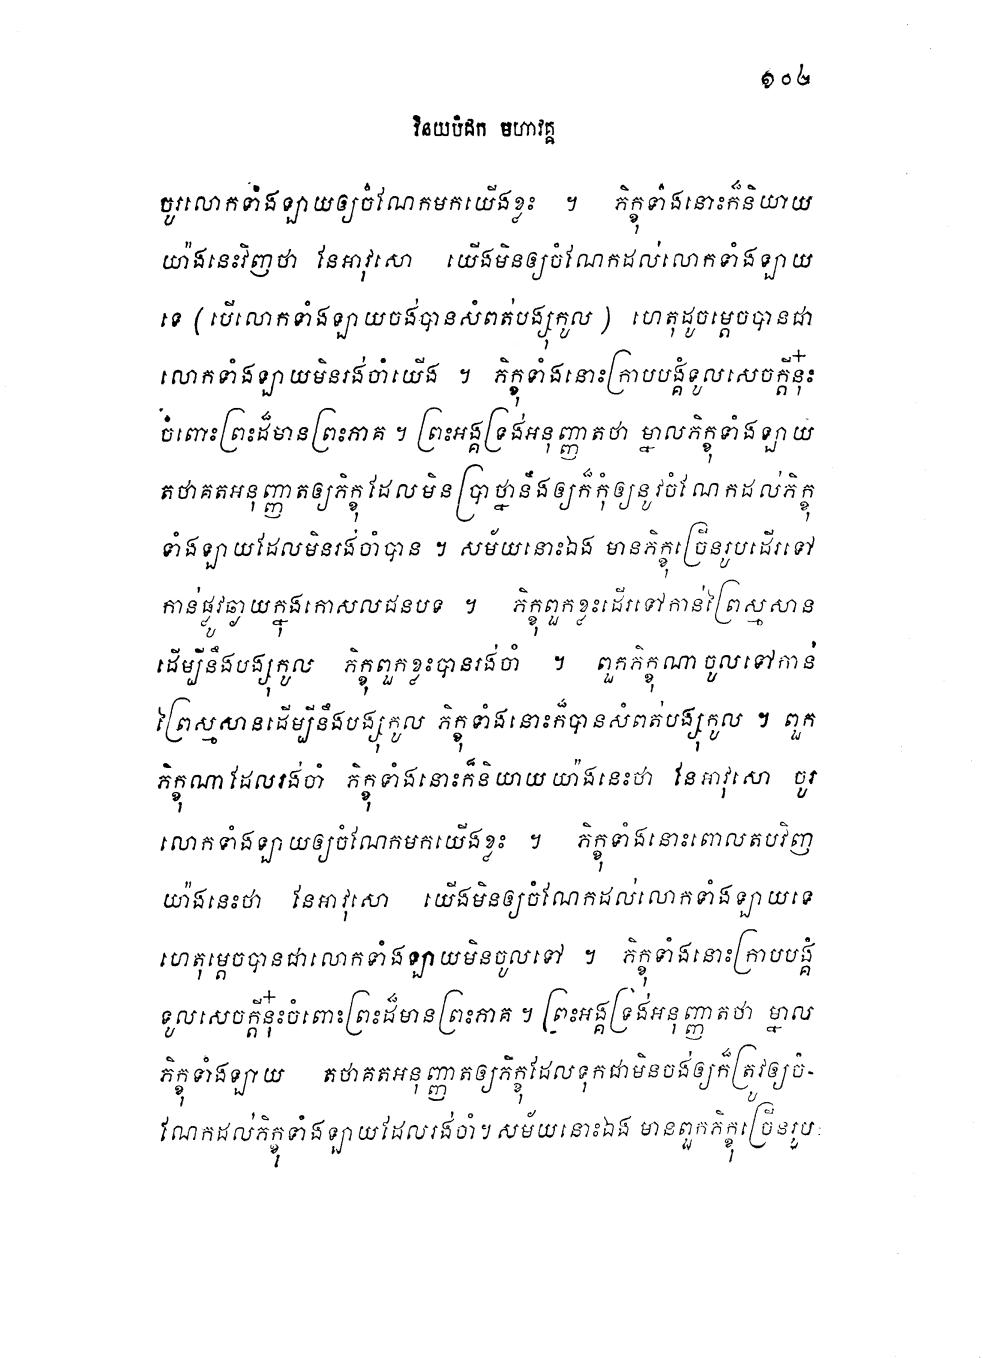 ១០៤
វិនយបិដក មហាវគ្គ
ចូរលោកទាំងឡាយឲ្យចំណែកមកយើងខ្លះ ។ ភិក្ខុទាំងនោះក៏និយាយ
យ៉ាងនេះវិញថា នែអាវុសោ យើងមិនឲ្យចំណែកដល់លោកទាំងឡាយ
ទេ (បើលោកទាំងឡាយចង់បានសំពត់បង្សុកូល) ហេតុដូចម្តេចបានជា
លោកទាំងឡាយមិនរង់ចាំយើង ។ ភិក្ខុទាំងនោះក្រាបបង្គំទូលសេចក្តីនុ៎ះ
ចំពោះព្រះដ៏មានព្រះភាគ ។ ព្រះអង្គទ្រង់អនុញ្ញាតថា ម្នាលភិក្ខុទាំងឡាយ
តថាគតអនុញ្ញាតឲ្យភិក្ខុដែលមិនប្រាថ្នានឹងឲ្យក៏កុំឲ្យនូវចំណែកដល់ភិក្ខុ
ទាំងឡាយដែលមិនរង់ចាំបាន ។ សម័យនោះឯង មានភិក្ខុច្រើនរូបដើរទៅ
កាន់ផ្លូវឆ្ងាយក្នុងកោសលជនបទ ។ ភិក្ខុពួកខ្លះដើរទៅកាន់ព្រៃស្មសាន
ដើម្បីនឹងបង្សុកូល ភិក្ខុពួកខ្លះបានរង់ចាំ ។ ពួកភិក្ខុណាចូលទៅកាន់
ព្រៃស្មសានដើម្បីនឹងបង្សុកូល ភិក្ខុទាំងនោះក៏បានសំពត់បង្សុកូល ។ ពួក
ភិក្ខុណាដែលរង់ចាំ ភិក្ខុទាំងនោះក៏និយាយយ៉ាងនេះថា នែអាវុសោ ចូរ
លោកទាំងឡាយឲ្យចំណែកមកយើងខ្លះ ។ ភិក្ខុទាំងនោះពោលតបវិញ
យ៉ាងនេះថា នែអាវុសោ យើងមិនឲ្យចំណែកដល់លោកទាំងឡាយទេ
ហេតុម្តេចបានជាលោកទាំងឡាយមិនចូលទៅ ។ ភិក្ខុទាំងនោះក្រាបបង្គំ
ទូលសេចក្តីនុ៎ះចំពោះព្រះដ៏មានព្រះភាគ ។ ព្រះអង្គទ្រង់អនុញ្ញាតថា ម្នាល
ភិក្ខុទាំងឡាយ តថាគតអនុញ្ញាតឲ្យភិក្ខុដែលទុកជាមិនចង់ឲ្យក៏ត្រូវឲ្យចំ-
ណែកដល់ភិក្ខុទាំងឡាយដែលរង់ចាំ ។ សម័យនោះឯង មានពួកភិក្ខុច្រើនរូប